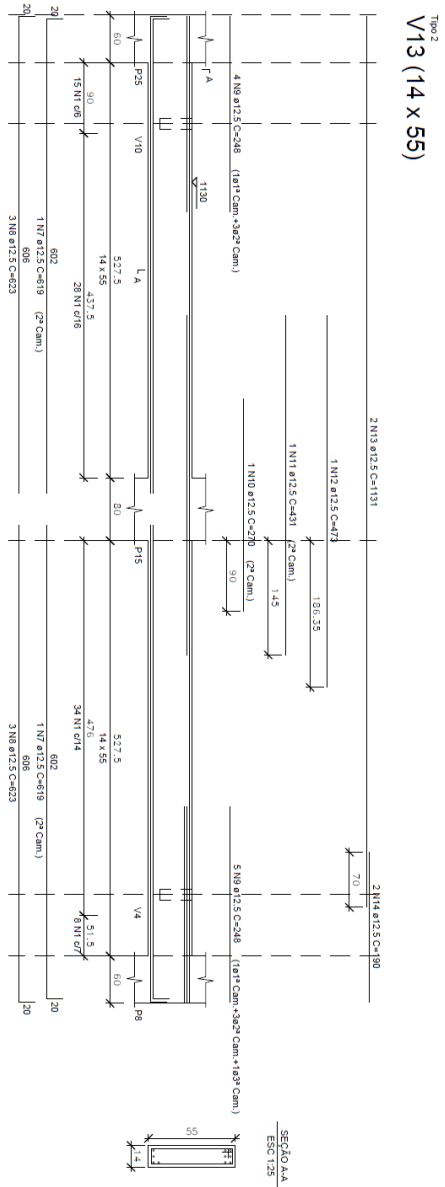 Tipo 2
V13 (14 x 55)
2 N13 ø12.5 C=1131
2 N14 ø12.5 C=190
70
1 N12 ø12.5 C=473
186.35
1 N11 ø12.5 C=431 (2ª Cam.)
145
1 N10 ø12.5 C=270 (2ª Cam.)
90
4 N9 ø12.5 C=248 (1ø1ª Cam.+3ø2ª Cam.)
5 N9 ø12.5 C=248 (1ø1ª Cam.+3ø2ª Cam.+1ø3ª Cam.)
A
1130
P25
V10
A
P15
V4
P8
60
527.5
80
527.5
60
14 x 55
14 x 55
90
437.5
476
51.5
15 N1 c/6
28 N1 c/16
34 N1 c/14
8 N1 c/7
602
602
20
1 N7 ø12.5 C=619 (2ª Cam.)
1 N7 ø12.5 C=619 (2ª Cam.)
20
606
606
20
3 N8 ø12.5 C=623
3 N8 ø12.5 C=623
20
SEÇÃO A-A
ESC 1:25
55
14